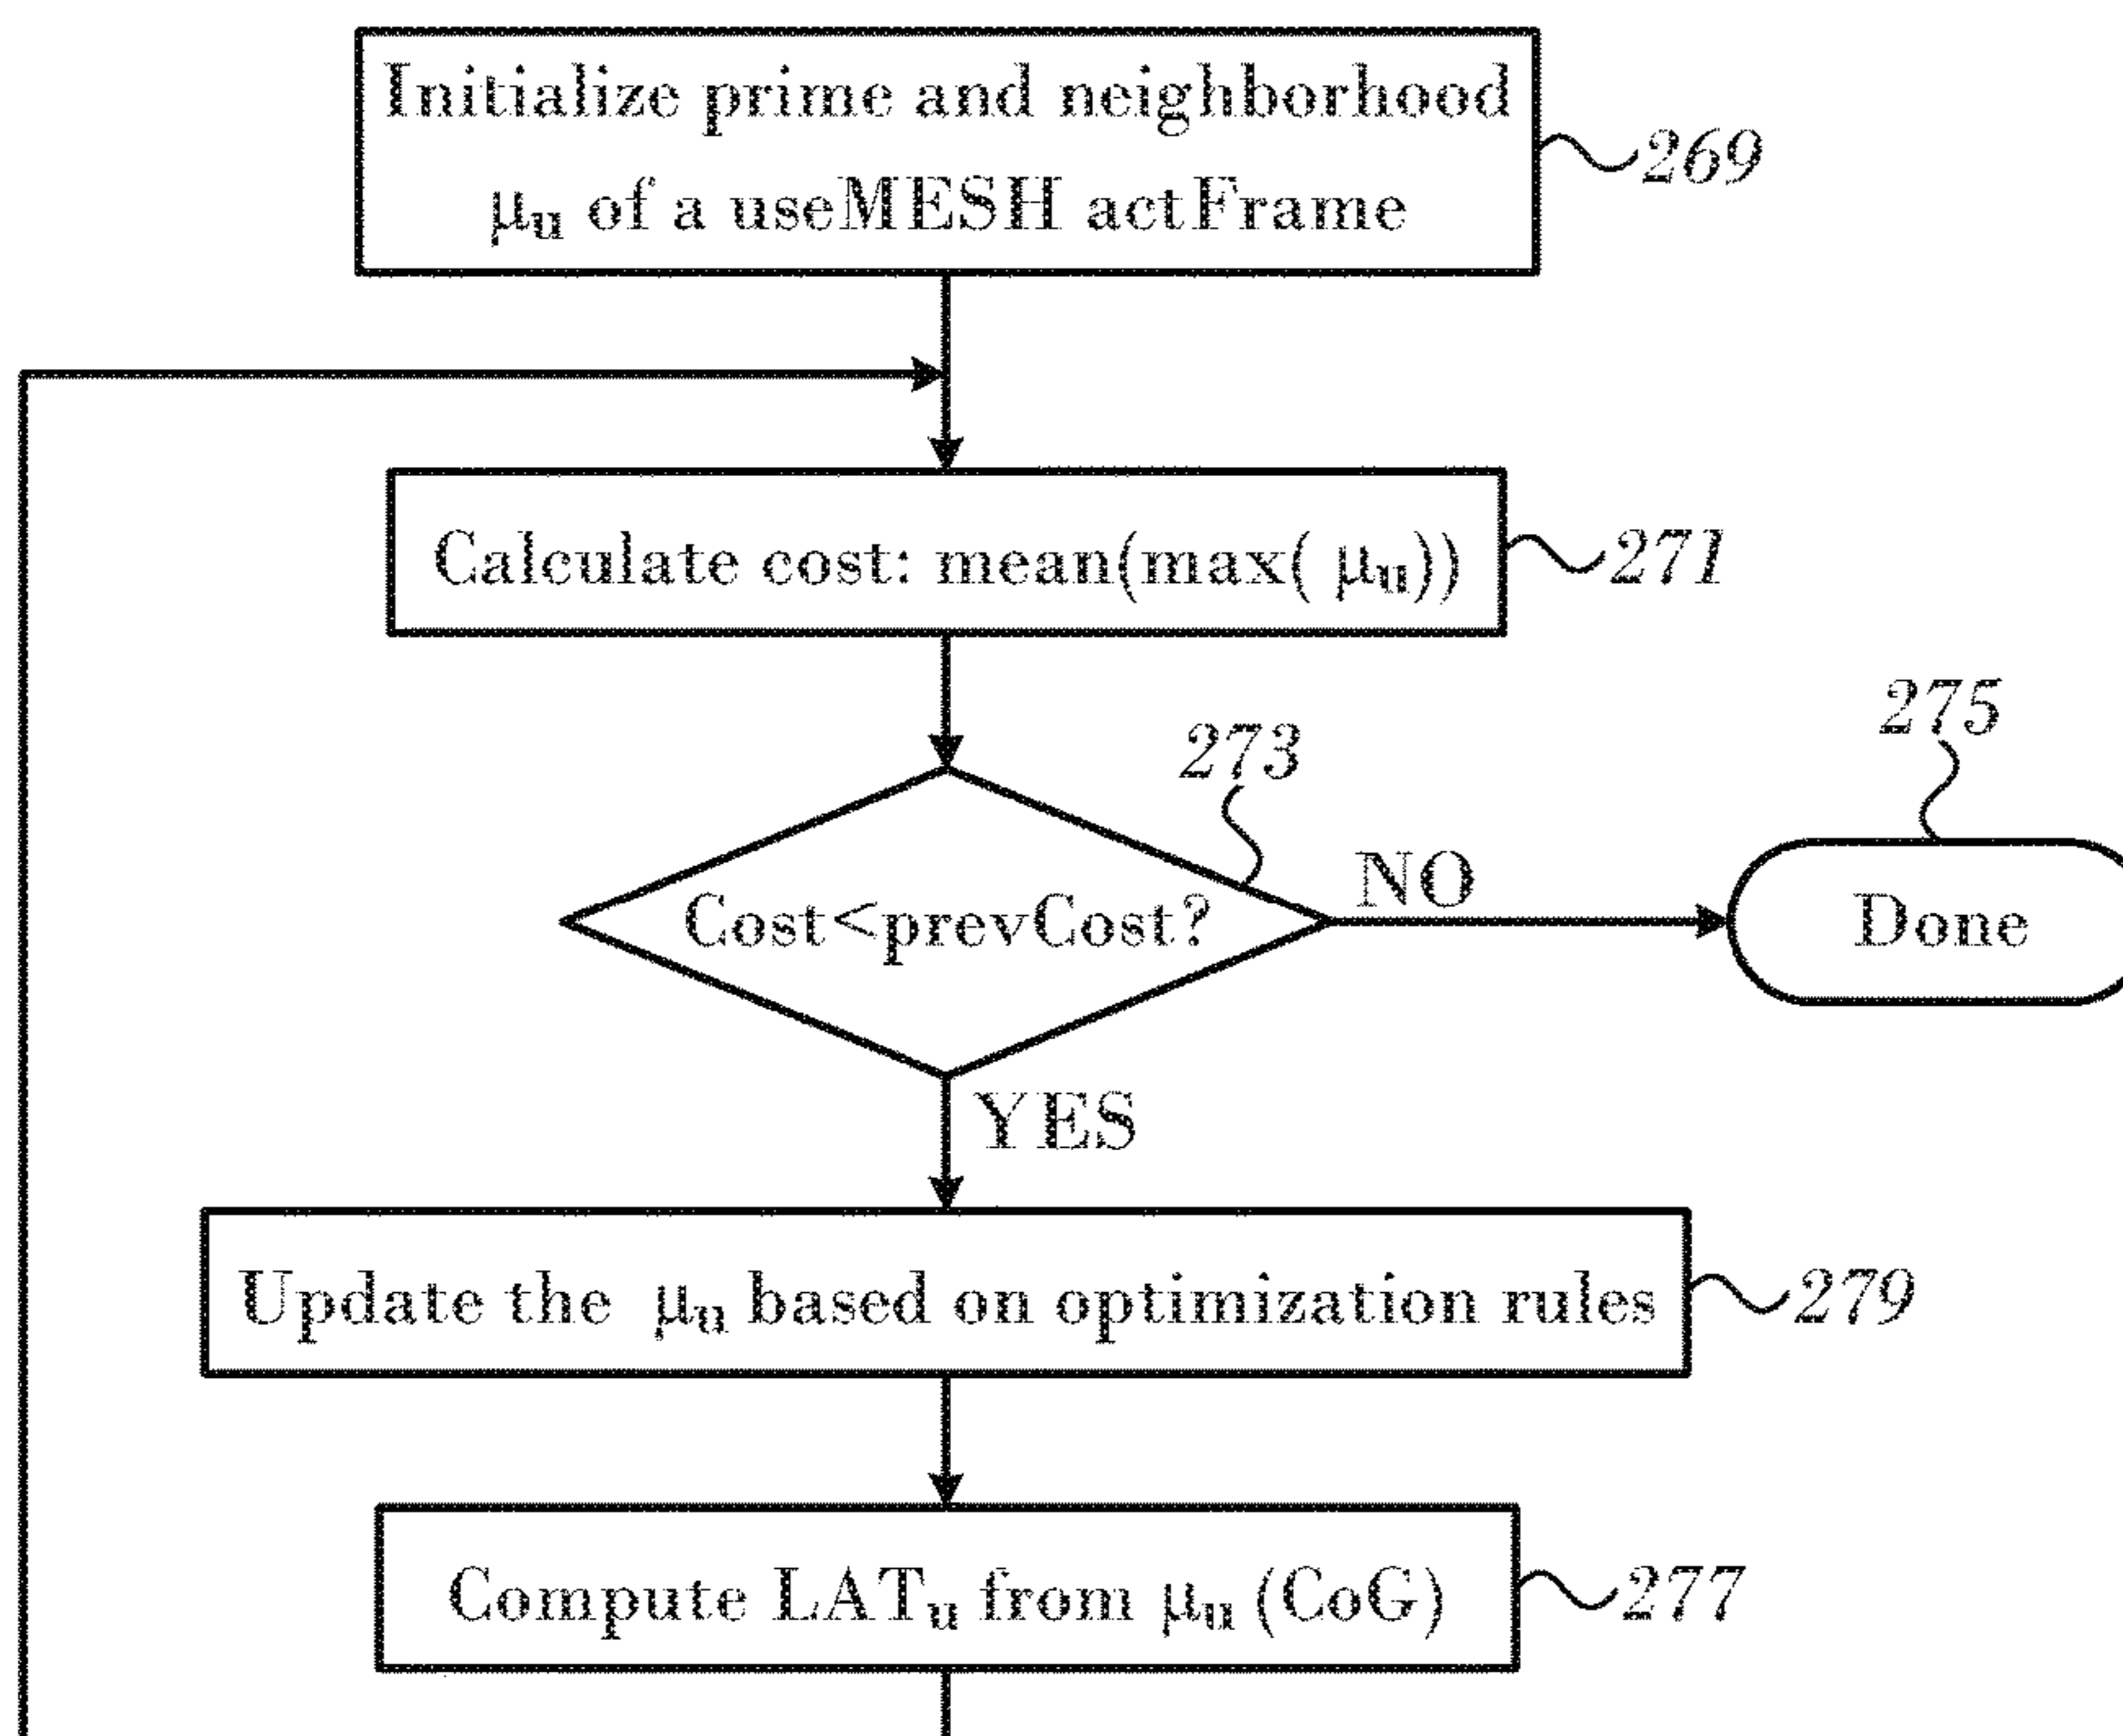 Initialize prime and neighborhood
μu of a useMESH actFrame
269
Calculate cost: mean(max( μu))
271
273
275
Cost<prevCost?
NO
Done
YES
Update the μu based on optimization rules
279
Compute LATu from μu (CoG)
277